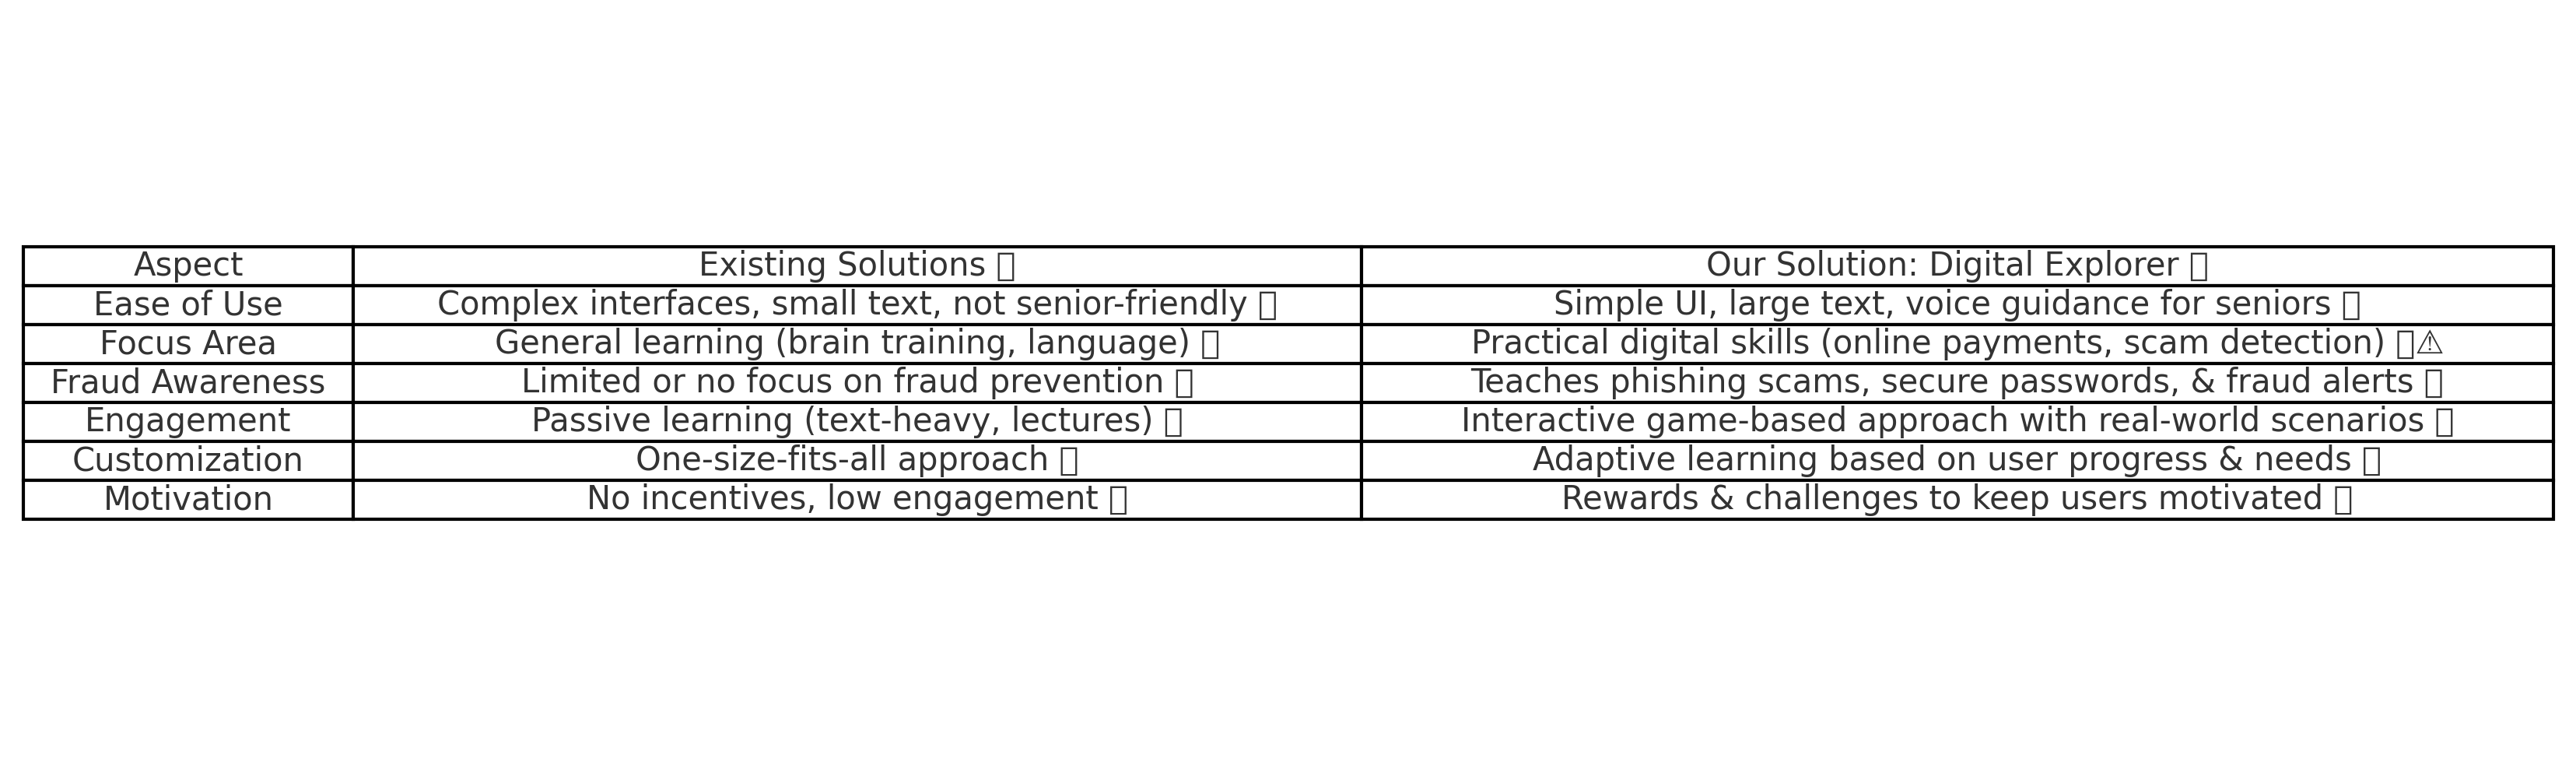 Aspect Existing Solutions ▯ Our Solution: Digital Explorer ▯
Ease of Use Complex interfaces, small text, not senior-friendly ▯ Simple UI, large text, voice guidance for seniors ▯
Focus Area General learning (brain training, language) ▯ Practical digital skills (online payments, scam detection) ▯⚠
Fraud Awareness Limited or no focus on fraud prevention ▯ Teaches phishing scams, secure passwords, & fraud alerts ▯
Engagement Passive learning (text-heavy, lectures) ▯ Interactive game-based approach with real-world scenarios ▯
Customization One-size-fits-all approach ▯ Adaptive learning based on user progress & needs ▯
Motivation No incentives, low engagement ▯ Rewards & challenges to keep users motivated ▯